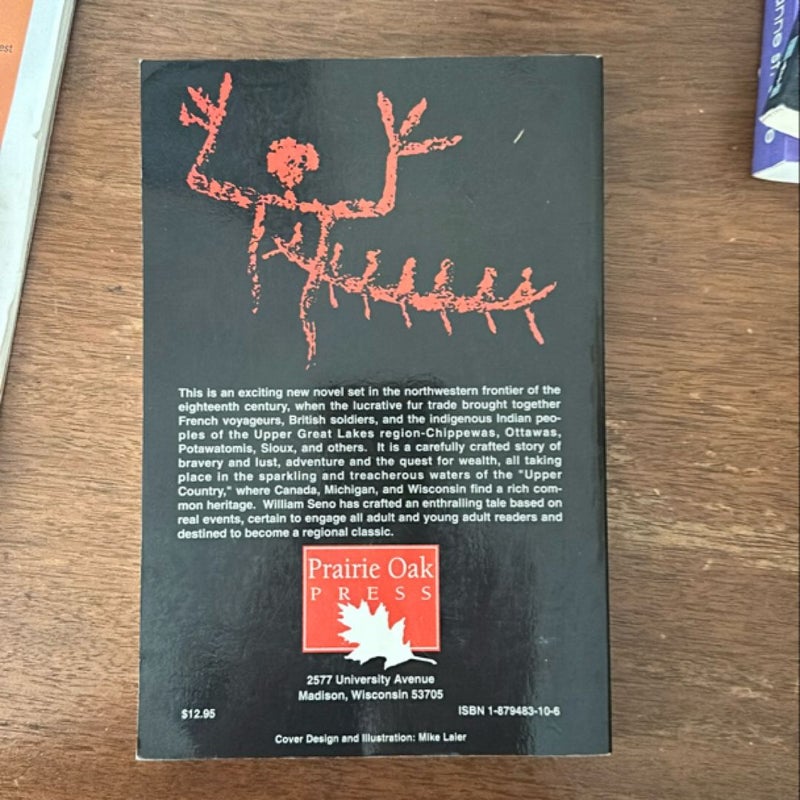 This is an exciting new novel set in the northwestern frontier of the
eighteenth century, when the lucrative fur trade brought together
French voyageurs, British soldiers, and the indigenous Indian peo-
ples of the Upper Great Lakes region-Chippewas, Ottawas,
Potawatomis, Sioux, and others. It is a carefully crafted story of
bravery and lust, adventure and the quest for wealth, all taking
place in the sparkling and treacherous waters of the "Upper
Country," where Canada, Michigan, and Wisconsin find a rich com-
mon heritage. William Seno has crafted an enthralling tale based on
real events, certain to engage all adult and young adult readers and
destined to become a regional classic.
Prairie Oak
PRESS
2577 University Avenue
Madison, Wisconsin 53705
$12.95
ISBN 1-879483-10-6
Cover Design and Illustration: Mike Laier